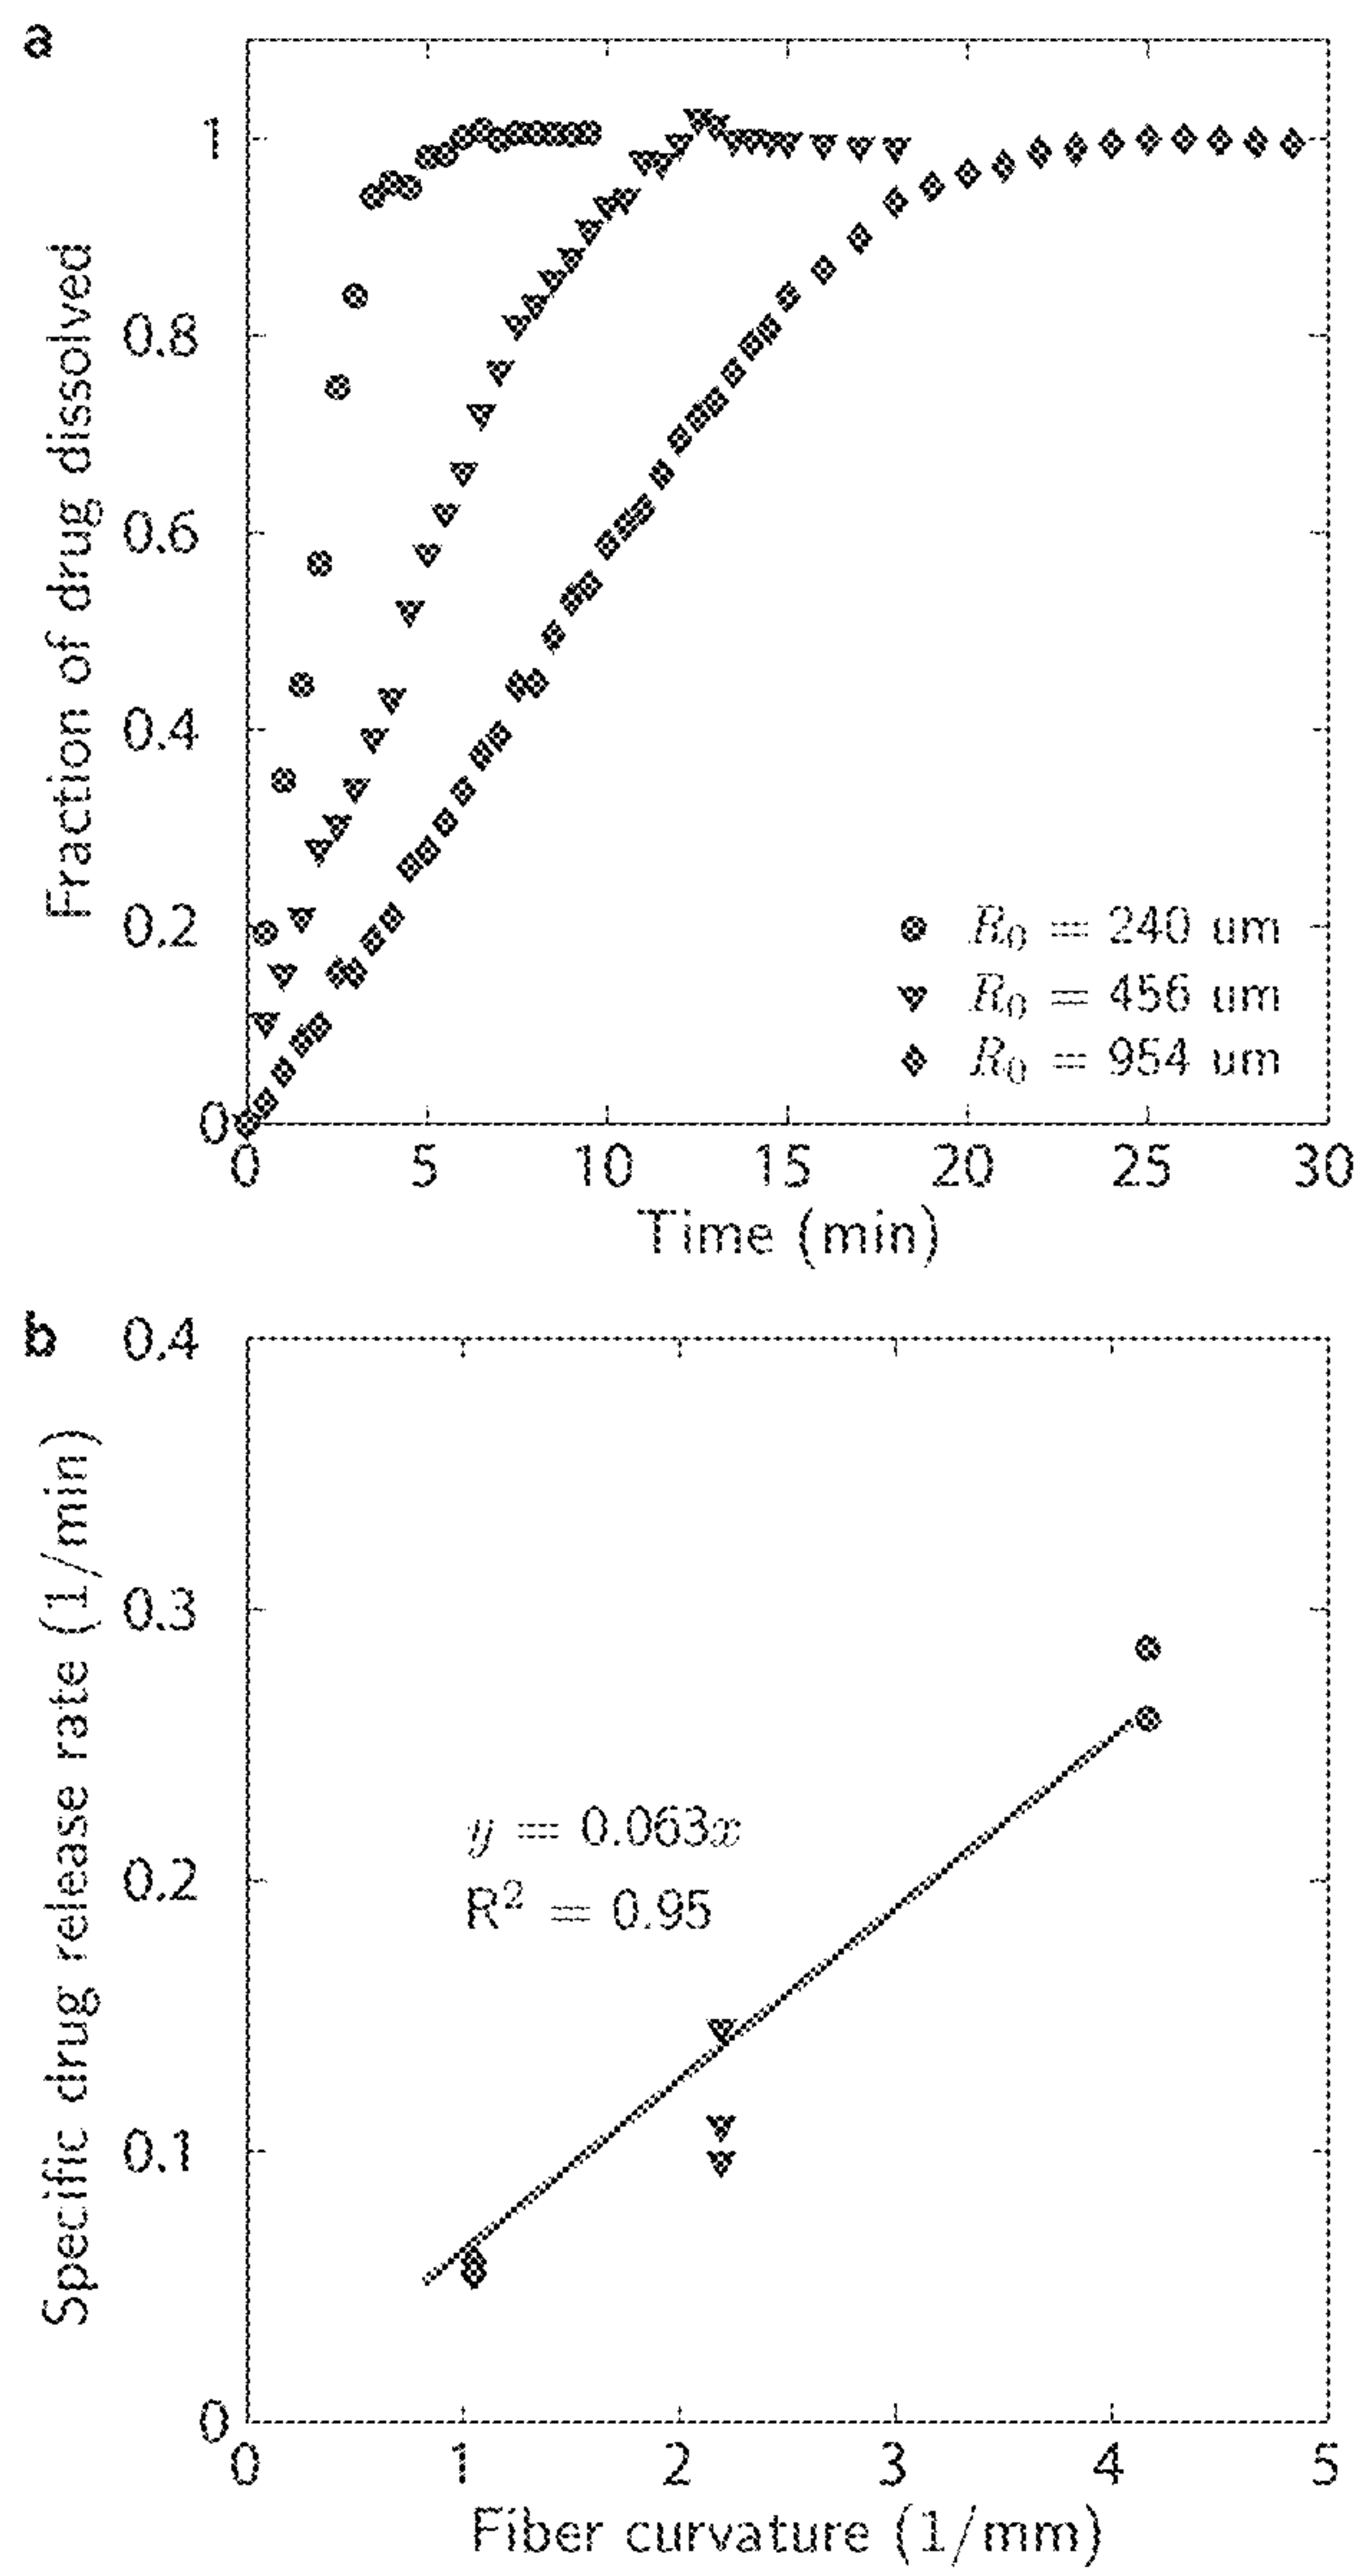 a
1
0.8
0.6
0.4
0.2
0
Fraction of drug dissolved
R₀ = 240 um
R₀ = 456 um
R₀ = 954 um
0 5 10 15 20 25 30
Time (min)
b
0.4
0.3
0.2
0.1
0
Specific drug release rate (1/min)
y = 0.063x
R² = 0.95
0 1 2 3 4 5
Fiber curvature (1/mm)